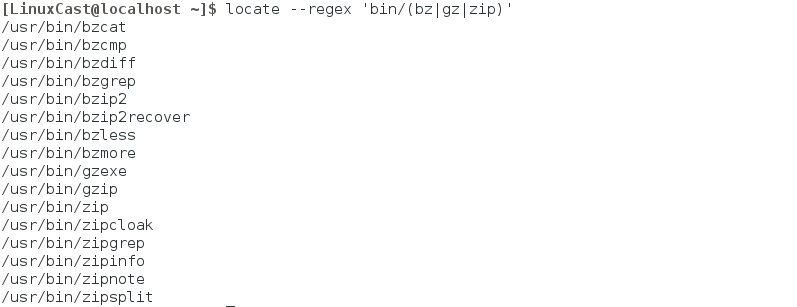 [LinuxCast@localhost ~]$ locate --regex 'bin/(bz|gz|zip)'
/usr/bin/bzcat
/usr/bin/bzcmp
/usr/bin/bzdiff
/usr/bin/bzgrep
/usr/bin/bzip2
/usr/bin/bzip2recover
/usr/bin/bzless
/usr/bin/bzmore
/usr/bin/gzexe
/usr/bin/gzip
/usr/bin/zip
/usr/bin/zipcloak
/usr/bin/zipgrep
/usr/bin/zipinfo
/usr/bin/zipnote
/usr/bin/zipsplit